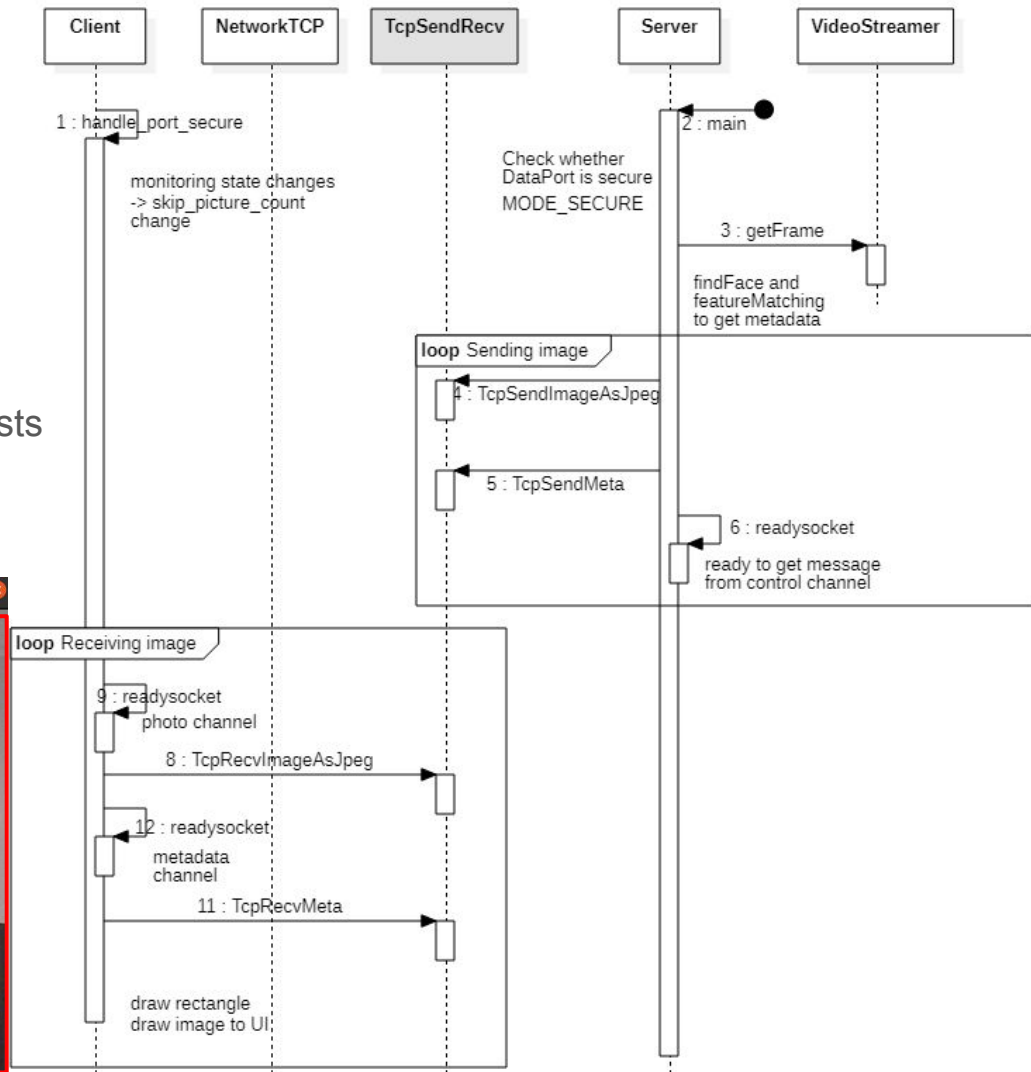 Client
NetworkTCP
TcpSendRecv
Server
VideoStreamer
1 : handle_port_secure
2 : main
monitoring state changes
-> skip_picture_count
change
Check whether
DataPort is secure
MODE_SECURE
3 : getFrame
findFace and
featureMatching
to get metadata
loop Sending image
4 : TcpSendImageAsJpeg
sts
5 : TcpSendMeta
6 : readysocket
ready to get message
from control channel
loop Receiving image
9 : readysocket
photo channel
8 : TcpRecvImageAsJpeg
12 : readysocket
metadata
channel
11 : TcpRecvMeta
draw rectangle
draw image to UI